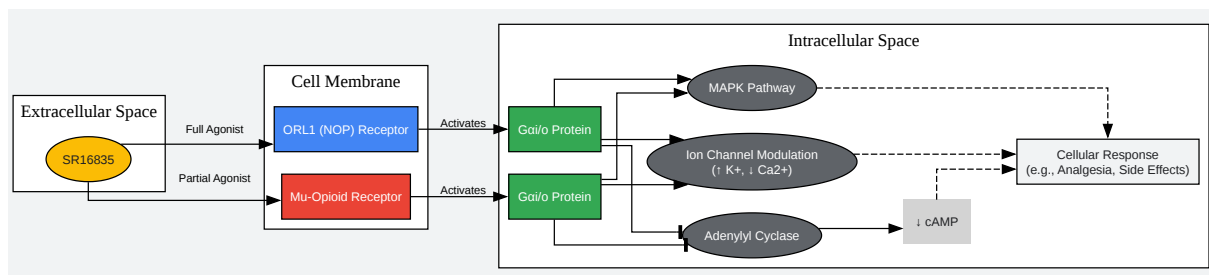 Extracellular Space
SR16835
Full Agonist
Partial Agonist
Cell Membrane
ORL1 (NOP) Receptor
Mu-Opioid Receptor
Activates
Activates
Intracellular Space
Gαi/o Protein
Gαi/o Protein
MAPK Pathway
Ion Channel Modulation
(↑ K+, ↓ Ca2+)
Adenylyl Cyclase
↓ cAMP
Cellular Response
(e.g., Analgesia, Side Effects)